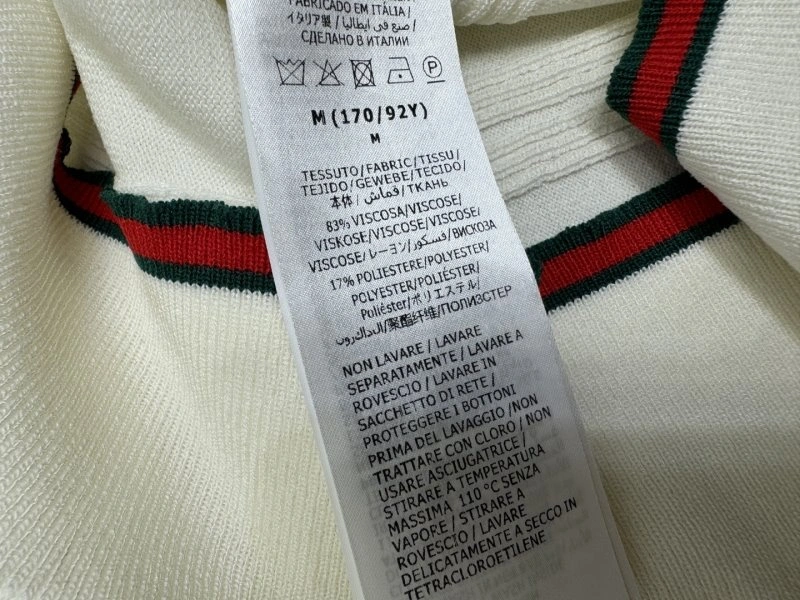 FABRICADO EM ITÁLIA/
イタリア製 / صنع في ايطاليا /
СДЕЛАНО В ИТАЛИИ
P
M (170/92Y)
M
TESSUTO/FABRIC/TISSU/
TEJIDO/GEWEBE/TECIDO/
本体/قماش/ТКАНЬ
83% VISCOSA/VISCOSE/
VISKOSE/VISCOSE/VISCOSE/
VISCOSE/レーヨン/فسكوز/ВИСКОЗА
17% POLIESTERE/POLYESTER/
POLYESTER/POLIÉSTER/
Poliéster/ポリエステル/
聚酯纤维/ПОЛИЭСТЕР
NON LAVARE / LAVARE
SEPARATAMENTE / LAVARE A
ROVESCIO / LAVARE IN
SACCHETTO DI RETE /
PROTEGGERE I BOTTONI
PRIMA DEL LAVAGGIO /NON
TRATTARE CON CLORO / NON
USARE ASCIUGATRICE /
STIRARE A TEMPERATURA
MASSIMA 110 °C SENZA
VAPORE / STIRARE A
ROVESCIO / LAVARE
DELICATAMENTE A SECCO IN
TETRACLOROETILENE